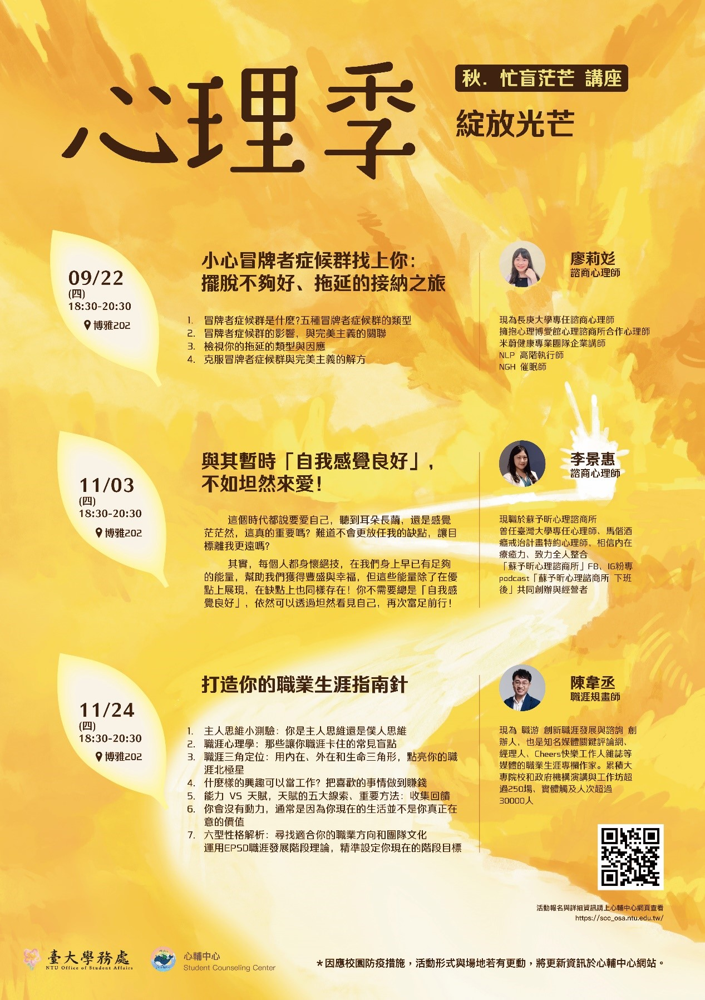 心理季
秋．忙盲茫芒 講座
綻放光芒
09/22
(四)
18:30-20:30
博雅202
小心冒牌者症候群找上你：
擺脫不夠好、拖延的接納之旅
1. 冒牌者症候群是什麼?五種冒牌者症候群的類型
2. 冒牌者症候群的影響，與完美主義的關聯
3. 檢視你的拖延的類型與因應
4. 克服冒牌者症候群與完美主義的解方
廖莉彣
諮商心理師
現為長庚大學專任諮商心理師
擁抱心理博愛館心理諮商所合作心理師
米蔚健康專業團隊企業講師
NLP 高階執行師
NGH 催眠師
11/03
(四)
18:30-20:30
博雅202
與其暫時「自我感覺良好」，
不如坦然來愛！
這個時代都說要愛自己，聽到耳朵長繭，還是感覺
茫茫然，這真的重要嗎？難道不會更放任我的缺點，讓目
標離我更遠嗎？
其實，每個人都身懷絕技，在我們身上早已有足夠
的能量，幫助我們獲得豐盛與幸福，但這些能量除了在優
點上展現，在缺點上也同樣存在！你不需要總是「自我感
覺良好」，依然可以透過坦然看見自己，再次富足前行！
李景惠
諮商心理師
現職於蘇予昕心理諮商所
曾任臺灣大學專任心理師、馬偕酒
癮戒治計畫特約心理師，相信內在
療癒力、致力全人整合
「蘇予昕心理諮商所」FB、IG粉專
podcast「蘇予昕心理諮商所 下班
後」共同創辦與經營者
11/24
(四)
18:30-20:30
博雅202
打造你的職業生涯指南針
1. 主人思維小測驗：你是主人思維還是僕人思維
2. 職涯心理學：那些讓你職涯卡住的常見盲點
3. 職涯三角定位：用內在、外在和生命三角形，點亮你的職
涯北極星
4. 什麼樣的興趣可以當工作？把喜歡的事情做到賺錢
5. 能力 VS 天賦，天賦的五大線索、重要方法：收集回饋
6. 你會沒有動力，通常是因為你現在的生活並不是你真正在
意的價值
7. 六型性格解析：尋找適合你的職業方向和團隊文化
運用EPSD職涯發展階段理論，精準設定你現在的階段目標
陳韋丞
職涯規畫師
現為 職游 創新職涯發展與諮詢 創
辦人，也是知名媒體關鍵評論網、
經理人、Cheers快樂工作人雜誌等
媒體的職業生涯專欄作家。累積大
專院校和政府機構演講與工作坊超
過250場、實體觸及人次超過
30000人
活動報名與詳細資訊請上心輔中心網頁查看
https://scc_osa.ntu.edu.tw/
臺大學務處
NTU Office of Student Affairs
心輔中心
Student Counseling Center
＊因應校園防疫措施，活動形式與場地若有更動，將更新資訊於心輔中心網站。